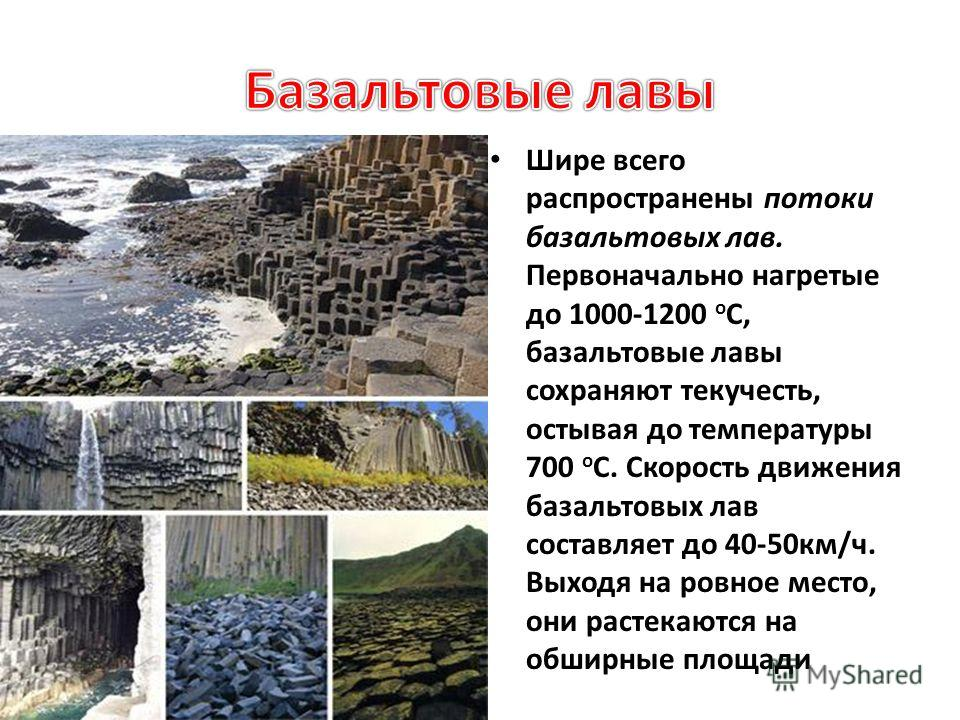 Базальтовые лавы
• Шире всего
распространены потоки
базальтовых лав.
Первоначально нагретые
до 1000-1200 ºС,
базальтовые лавы
сохраняют текучесть,
остывая до температуры
700 ºС. Скорость движения
базальтовых лав
составляет до 40-50км/ч.
Выходя на ровное место,
они растекаются на
обширные площади
MyShared